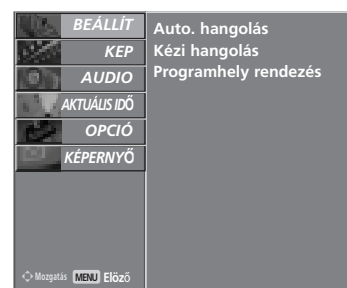 BEÁLLÍT
KEP
AUDIO
AKTUÁLIS IDŐ
OPCIÓ
KÉPERNYŐ
Auto. hangolás
Kézi hangolás
Programhely rendezés
Mozgatás MENU Előző